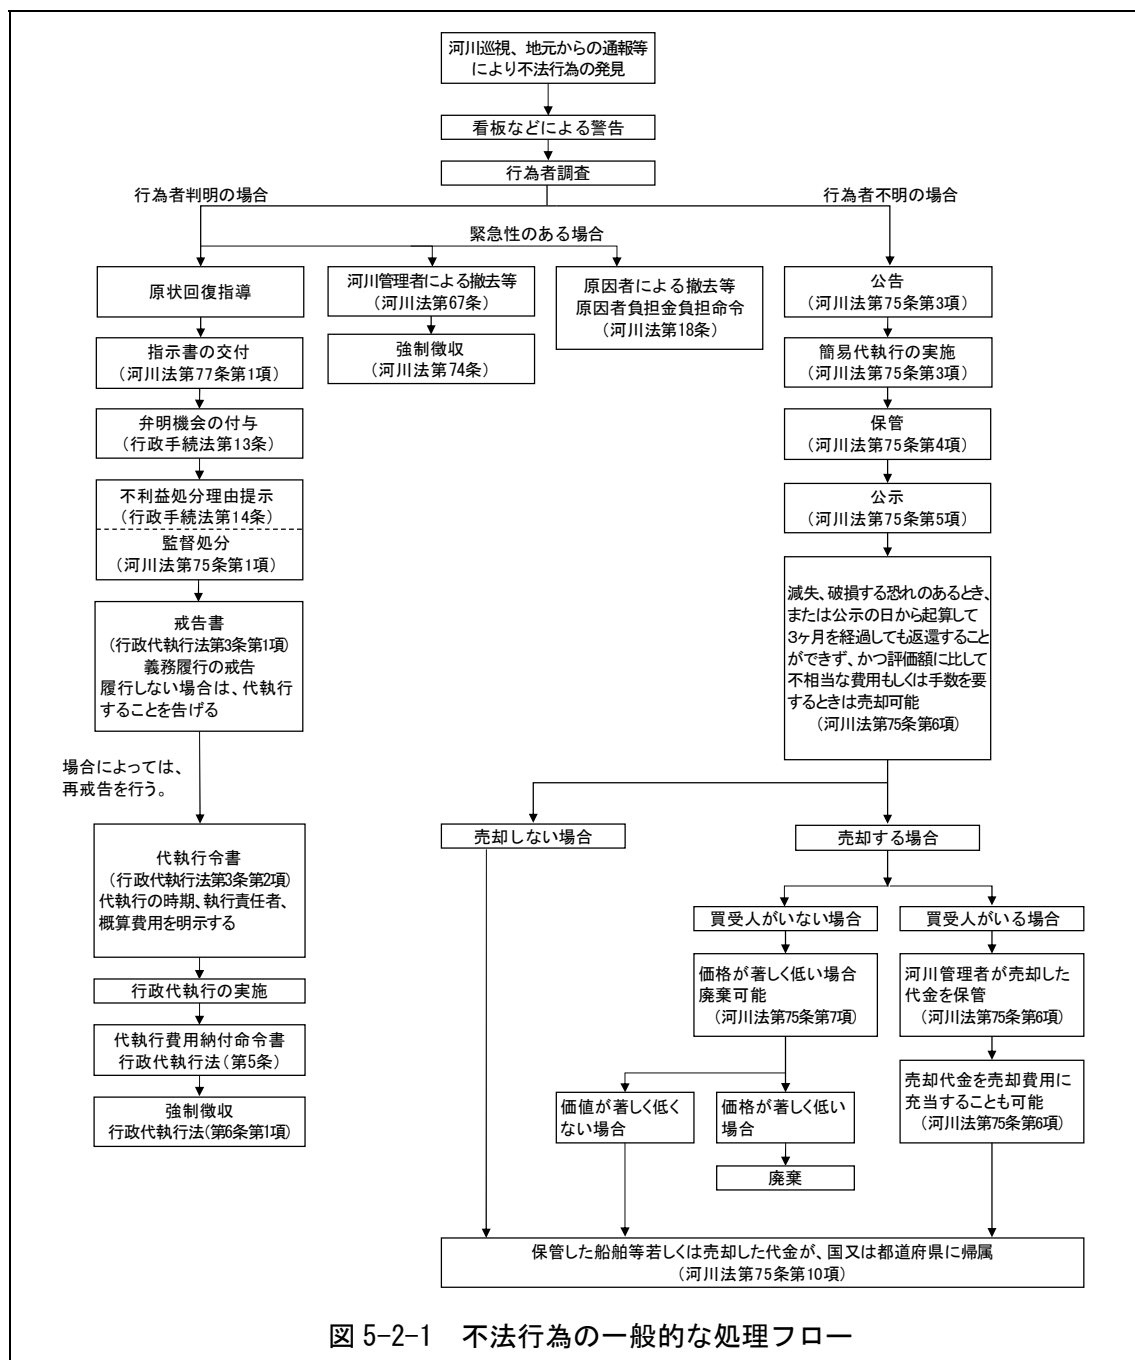 河川巡視、地元からの通報等
により不法行為の発見
看板などによる警告
行為者調査
行為者判明の場合
行為者不明の場合
緊急性のある場合
原状回復指導
指示書の交付
(河川法第77条第1項)
弁明機会の付与
(行政手続法第13条)
不利益処分理由提示
(行政手続法第14条)
監督処分
(河川法第75条第1項)
戒告書
(行政代執行法第3条第1項)
義務履行の戒告
履行しない場合は、代執行
することを告げる
場合によっては、
再戒告を行う。
代執行令書
(行政代執行法第3条第2項)
代執行の時期、執行責任者、
概算費用を明示する
行政代執行の実施
代執行費用納付命令書
行政代執行法(第5条)
強制徴収
行政代執行法(第6条第1項)
河川管理者による撤去等
(河川法第67条)
強制徴収
(河川法第74条)
原因者による撤去等
原因者負担金負担命令
(河川法第18条)
公告
(河川法第75条第3項)
簡易代執行の実施
(河川法第75条第3項)
保管
(河川法第75条第4項)
公示
(河川法第75条第5項)
減失、破損する恐れのあるとき、
または公示の日から起算して
3ヶ月を経過しても返還すること
ができず、かつ評価額に比して
不相当な費用もしくは手数を要
するときは売却可能
(河川法第75条第6項)
売却しない場合
売却する場合
買受人がいない場合
買受人がいる場合
価格が著しく低い場合
廃棄可能
(河川法第75条第7項)
河川管理者が売却した
代金を保管
(河川法第75条第6項)
価値が著しく低く
ない場合
価格が著しく低い
場合
廃棄
売却代金を売却費用に
充当することも可能
(河川法第75条第6項)
保管した船舶等若しくは売却した代金が、国又は都道府県に帰属
(河川法第75条第10項)
図 5-2-1 不法行為の一般的な処理フロー